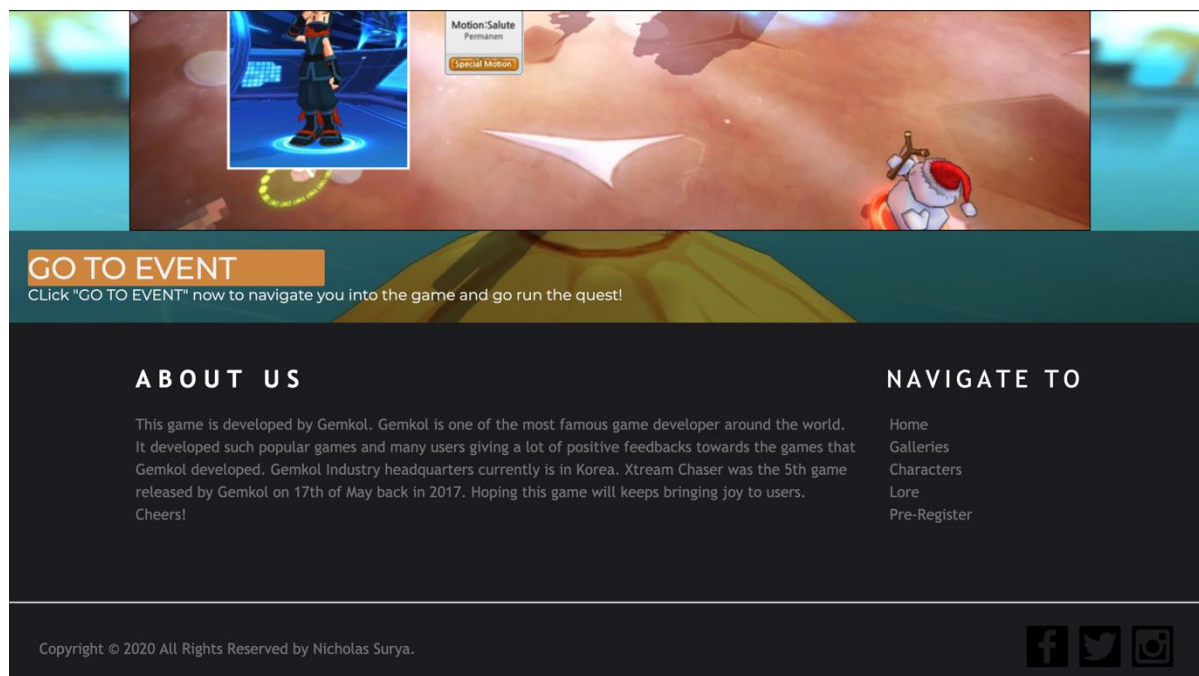 Motion:Salute
Permanen
Special Motion
GO TO EVENT
CLick "GO TO EVENT" now to navigate you into the game and go run the quest!
ABOUT US
This game is developed by Gemkol. Gemkol is one of the most famous game developer around the world.
It developed such popular games and many users giving a lot of positive feedbacks towards the games that
Gemkol developed. Gemkol Industry headquarters currently is in Korea. Xtream Chaser was the 5th game
released by Gemkol on 17th of May back in 2017. Hoping this game will keeps bringing joy to users.
Cheers!
NAVIGATE TO
Home
Galleries
Characters
Lore
Pre-Register
Copyright © 2020 All Rights Reserved by Nicholas Surya.